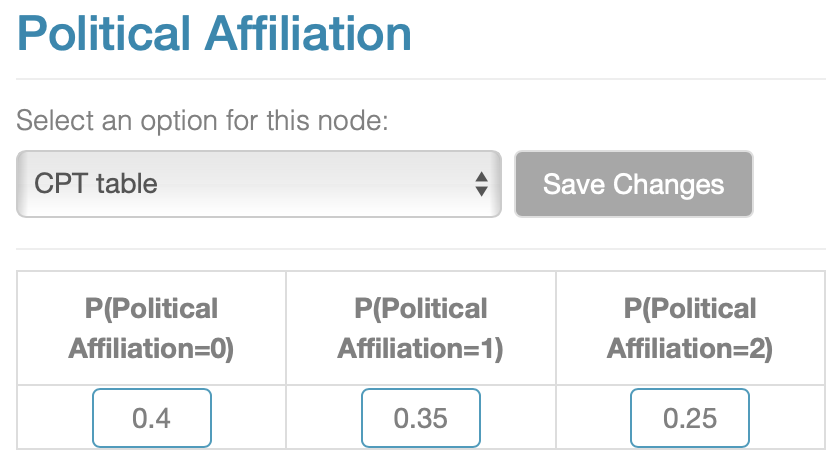 Political Affiliation
Select an option for this node:
CPT table
Save Changes
P(Political
Affiliation=0)
P(Political
Affiliation=1)
P(Political
Affiliation=2)
0.4
0.35
0.25